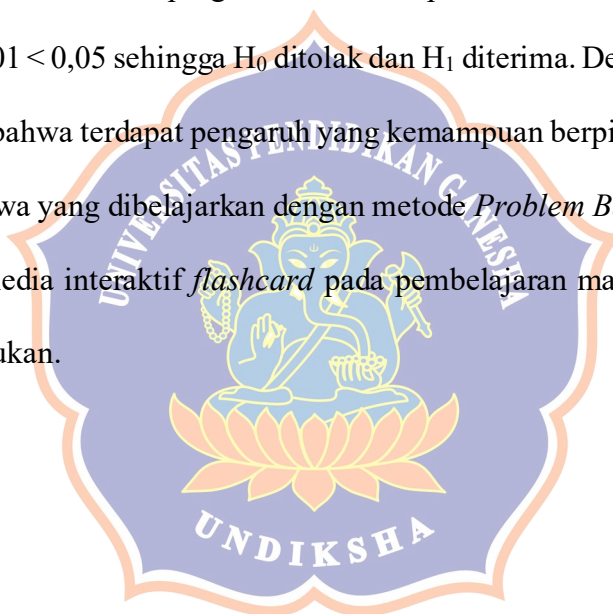 01 < 0,05 sehingga H₀ ditolak dan H₁ diterima. De
bahwa terdapat pengaruh yang kemampuan berpi
wa yang dibelajarkan dengan metode Problem B
edia interaktif flashcard pada pembelajaran ma
ukan.
UNIVERSITAS PENDIDIKAN GANESHA
UNDIKSHA